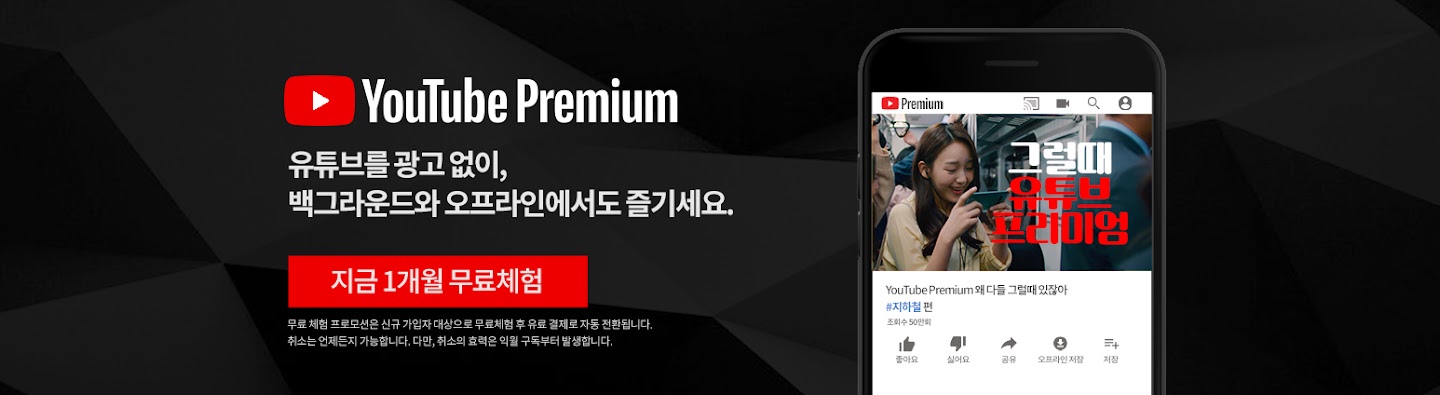 YouTube Premium
유튜브를 광고 없이,
백그라운드와 오프라인에서도 즐기세요.
지금 1개월 무료체험
무료 체험 프로모션은 신규 가입자 대상으로 무료체험 후 유료 결제로 자동 전환됩니다.
취소는 언제든지 가능합니다. 다만, 취소의 효력은 익월 구독부터 발생합니다.
Premium
그럴때
유튜브
프리미엄
YouTube Premium 왜 다들 그럴때 있잖아
#지하철 편
조회수 50만회
좋아요 싫어요 공유 오프라인 저장 저장